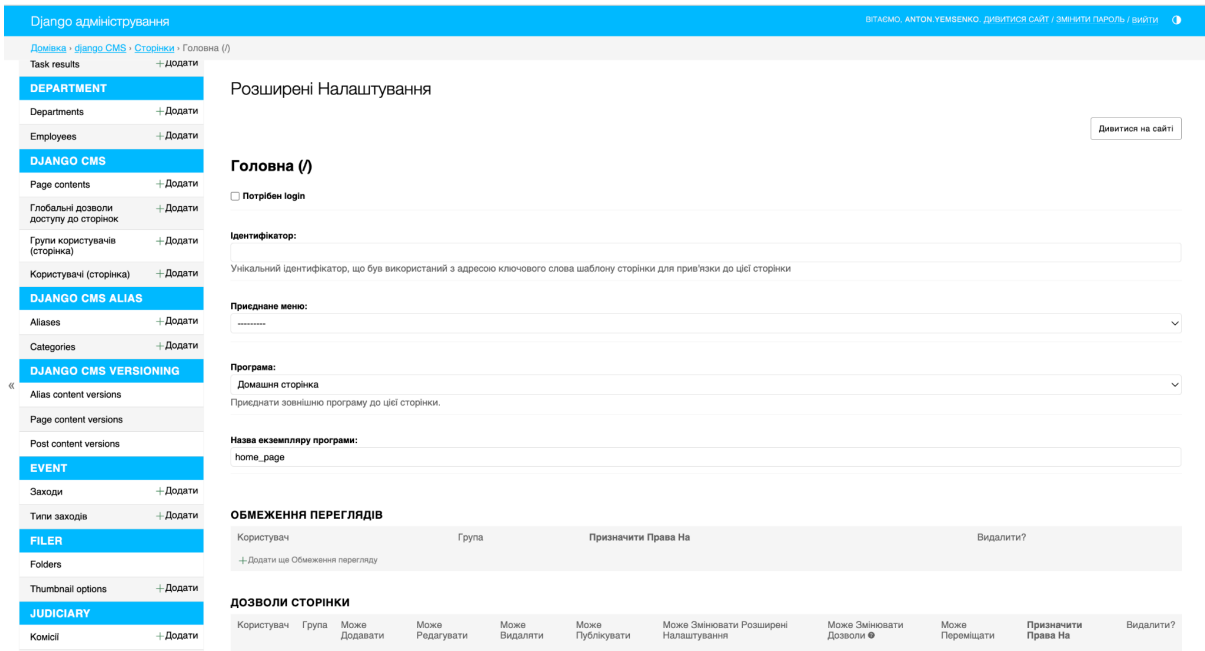 Django адміністрування
ВІТАЄМО, ANTON.YEMSENKO. ДИВИТИСЯ САЙТ / ЗМІНИТИ ПАРОЛЬ / ВИЙТИ
Домівка › django CMS › Сторінки › Головна (/)
Task results
Додати
DEPARTMENT
Departments
Додати
Employees
Додати
DJANGO CMS
Page contents
Додати
Глобальні дозволи
доступу до сторінок
Додати
Групи користувачів
(сторінка)
Додати
Користувачі (сторінка)
Додати
DJANGO CMS ALIAS
Aliases
Додати
Categories
Додати
DJANGO CMS VERSIONING
«
Alias content versions
Page content versions
Post content versions
EVENT
Заходи
Додати
Типи заходів
Додати
FILER
Folders
Thumbnail options
Додати
JUDICIARY
Комісії
Додати
Розширені Налаштування
Дивитися на сайті
Головна (/)
Потрібен login
Ідентифікатор:
Унікальний ідентифікатор, що був використаний з адресою ключового слова шаблону сторінки для прив'язки до цієї сторінки
Приєднане меню:
---------
Програма:
Домашня сторінка
Приєднати зовнішню програму до цієї сторінки.
Назва екземпляру програми:
home_page
ОБМЕЖЕННЯ ПЕРЕГЛЯДІВ
Користувач Група Призначити Права На Видалити?
Додати ще Обмеження перегляду
ДОЗВОЛИ СТОРІНКИ
Користувач Група Може Може Може Може Може Змінювати Розширені Може Змінювати Може Призначити Видалити?
Додавати Редагувати Видаляти Публікувати Налаштування Дозволи ? Переміщати Права На